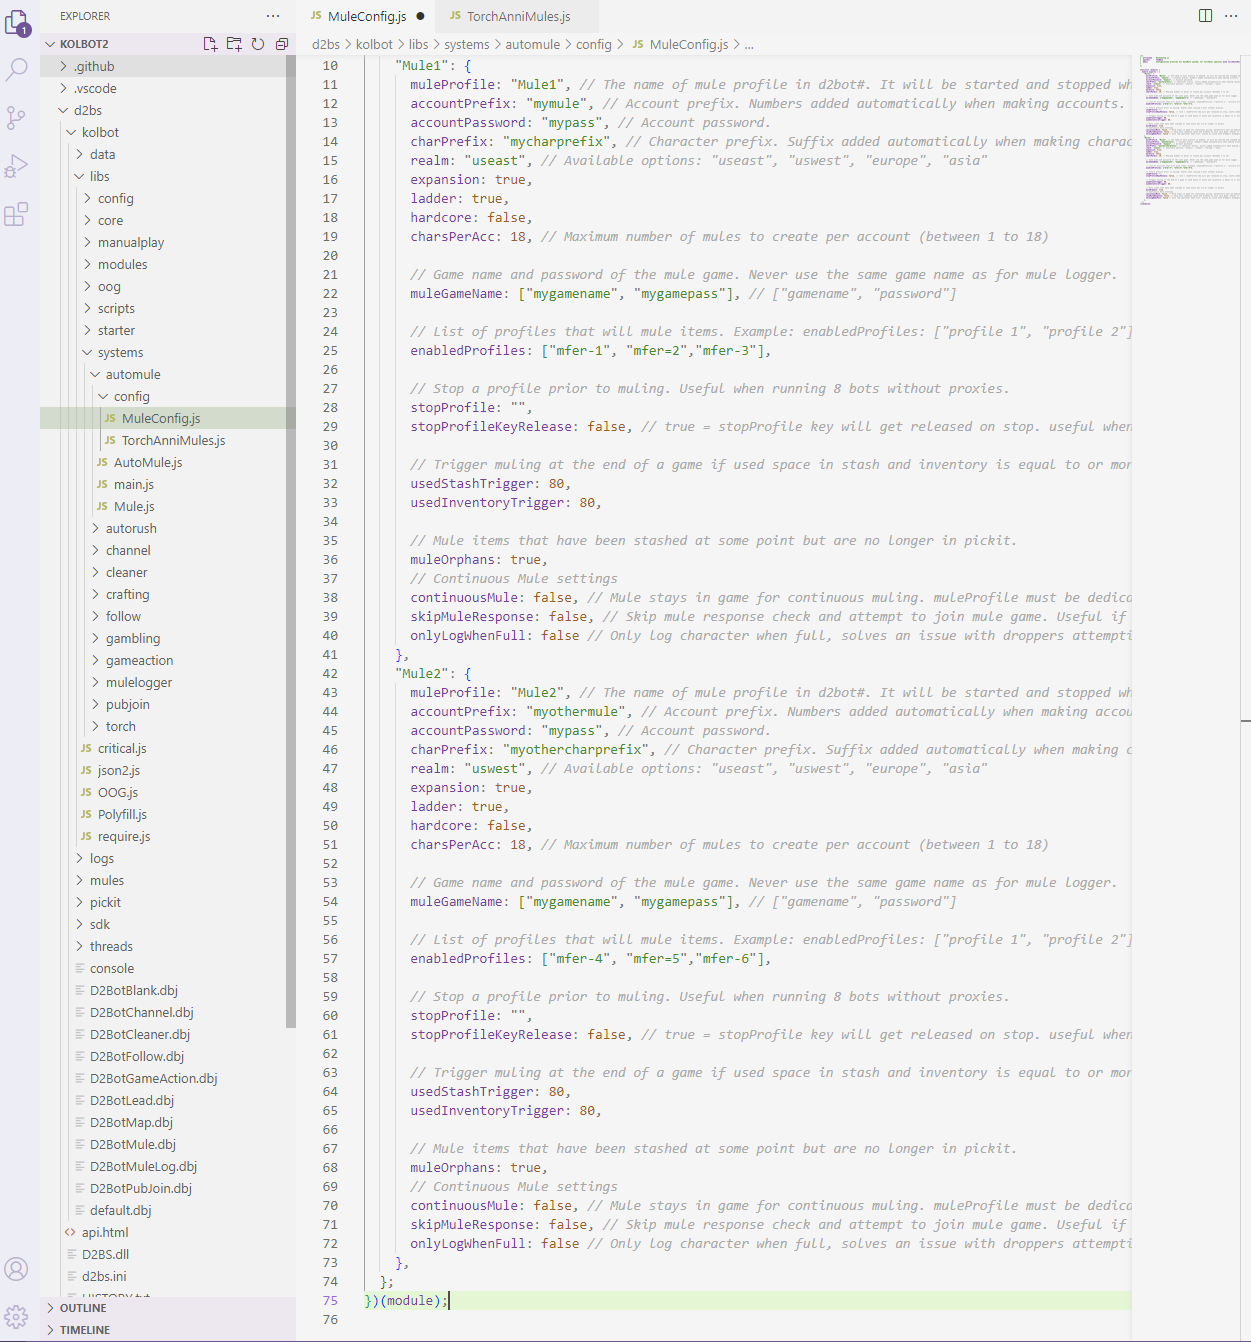 EXPLORER
KOLBOT2
1
.github
.vscode
d2bs
kolbot
data
libs
config
core
manualplay
modules
oog
scripts
starter
systems
automule
config
JS MuleConfig.js
JS TorchAnniMules.js
JS AutoMule.js
JS main.js
JS Mule.js
autorush
channel
cleaner
crafting
follow
gambling
gameaction
mulelogger
pubjoin
torch
JS critical.js
JS json2.js
JS OOG.js
JS Polyfill.js
JS require.js
logs
mules
pickit
sdk
threads
console
D2BotBlank.dbj
D2BotChannel.dbj
D2BotCleaner.dbj
D2BotFollow.dbj
D2BotGameAction.dbj
D2BotLead.dbj
D2BotMap.dbj
D2BotMule.dbj
D2BotMuleLog.dbj
D2BotPubJoin.dbj
default.dbj
<> api.html
D2BS.dll
d2bs.ini
HISTORY.txt
OUTLINE
TIMELINE
JS MuleConfig.js ●
JS TorchAnniMules.js
d2bs > kolbot > libs > systems > automule > config > JS MuleConfig.js > ...
10 "Mule1": {
11 muleProfile: "Mule1", // The name of mule profile in d2bot#. It will be started and stopped wh
12 accountPrefix: "mymule", // Account prefix. Numbers added automatically when making accounts.
13 accountPassword: "mypass", // Account password.
14 charPrefix: "mycharprefix", // Character prefix. Suffix added automatically when making charac
15 realm: "useast", // Available options: "useast", "uswest", "europe", "asia"
16 expansion: true,
17 ladder: true,
18 hardcore: false,
19 charsPerAcc: 18, // Maximum number of mules to create per account (between 1 to 18)
20
21 // Game name and password of the mule game. Never use the same game name as for mule logger.
22 muleGameName: ["mygamename", "mygamepass"], // ["gamename", "password"]
23
24 // List of profiles that will mule items. Example: enabledProfiles: ["profile 1", "profile 2"]
25 enabledProfiles: ["mfer-1", "mfer=2","mfer-3"],
26
27 // Stop a profile prior to muling. Useful when running 8 bots without proxies.
28 stopProfile: "",
29 stopProfileKeyRelease: false, // true = stopProfile key will get released on stop. useful when
30
31 // Trigger muling at the end of a game if used space in stash and inventory is equal to or mor
32 usedStashTrigger: 80,
33 usedInventoryTrigger: 80,
34
35 // Mule items that have been stashed at some point but are no longer in pickit.
36 muleOrphans: true,
37 // Continuous Mule settings
38 continuousMule: false, // Mule stays in game for continuous muling. muleProfile must be dedica
39 skipMuleResponse: false, // Skip mule response check and attempt to join mule game. Useful if
40 onlyLogWhenFull: false // Only log character when full, solves an issue with droppers attempti
41 },
42 "Mule2": {
43 muleProfile: "Mule2", // The name of mule profile in d2bot#. It will be started and stopped wh
44 accountPrefix: "myothermule", // Account prefix. Numbers added automatically when making accou
45 accountPassword: "mypass", // Account password.
46 charPrefix: "myothercharprefix", // Character prefix. Suffix added automatically when making c
47 realm: "uswest", // Available options: "useast", "uswest", "europe", "asia"
48 expansion: true,
49 ladder: true,
50 hardcore: false,
51 charsPerAcc: 18, // Maximum number of mules to create per account (between 1 to 18)
52
53 // Game name and password of the mule game. Never use the same game name as for mule logger.
54 muleGameName: ["mygamename", "mygamepass"], // ["gamename", "password"]
55
56 // List of profiles that will mule items. Example: enabledProfiles: ["profile 1", "profile 2"]
57 enabledProfiles: ["mfer-4", "mfer=5","mfer-6"],
58
59 // Stop a profile prior to muling. Useful when running 8 bots without proxies.
60 stopProfile: "",
61 stopProfileKeyRelease: false, // true = stopProfile key will get released on stop. useful when
62
63 // Trigger muling at the end of a game if used space in stash and inventory is equal to or mor
64 usedStashTrigger: 80,
65 usedInventoryTrigger: 80,
66
67 // Mule items that have been stashed at some point but are no longer in pickit.
68 muleOrphans: true,
69 // Continuous Mule settings
70 continuousMule: false, // Mule stays in game for continuous muling. muleProfile must be dedica
71 skipMuleResponse: false, // Skip mule response check and attempt to join mule game. Useful if
72 onlyLogWhenFull: false // Only log character when full, solves an issue with droppers attempti
73 },
74 };
75 })(module);
76